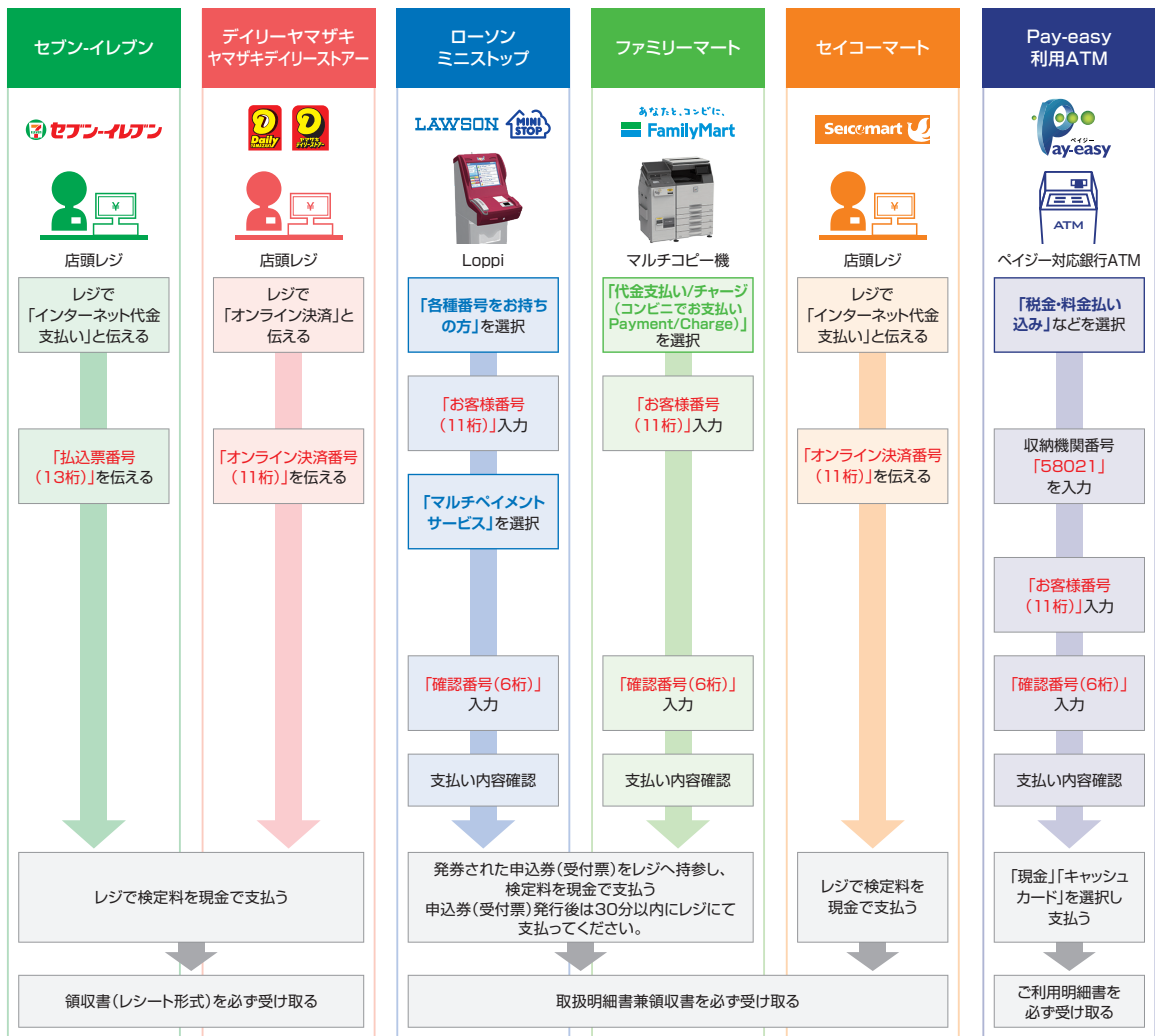 セブン-イレブン
デイリーヤマザキ
ヤマザキデイリーストアー
ローソン
ミニストップ
ファミリーマート
セイコーマート
Pay-easy
利用ATM
セブン-イレブン
Daily
YAMAZAKI
ヤマザキ
デイリーストアー
LAWSON
MINI
STOP
あなたと、コンビに、
FamilyMart
Seicomart
ペイジー
Pay-easy
¥
¥
¥
ATM
店頭レジ
店頭レジ
Loppi
マルチコピー機
店頭レジ
ペイジー対応銀行ATM
レジで
「インターネット代金
支払い」と伝える
「払込票番号
(13桁)」を伝える
レジで
「オンライン決済」と
伝える
「オンライン決済番号
(11桁)」を伝える
「各種番号をお持ち
の方」を選択
「お客様番号
(11桁)」入力
「マルチペイメント
サービス」を選択
「確認番号(6桁)」
入力
支払い内容確認
「代金支払い/チャージ
(コンビニでお支払い
Payment/Charge)」
を選択
「お客様番号
(11桁)」入力
「確認番号(6桁)」
入力
支払い内容確認
レジで
「インターネット代金
支払い」と伝える
「オンライン決済番号
(11桁)」を伝える
「税金・料金払い
込み」などを選択
収納機関番号
「58021」
を入力
「お客様番号
(11桁)」入力
「確認番号(6桁)」
入力
支払い内容確認
レジで検定料を現金で支払う
発券された申込券(受付票)をレジへ持参し、
検定料を現金で支払う
申込券(受付票)発行後は30分以内にレジにて
支払ってください。
レジで検定料を
現金で支払う
「現金」「キャッシュ
カード」を選択し
支払う
領収書(レシート形式)を必ず受け取る
取扱明細書兼領収書を必ず受け取る
ご利用明細書を
必ず受け取る